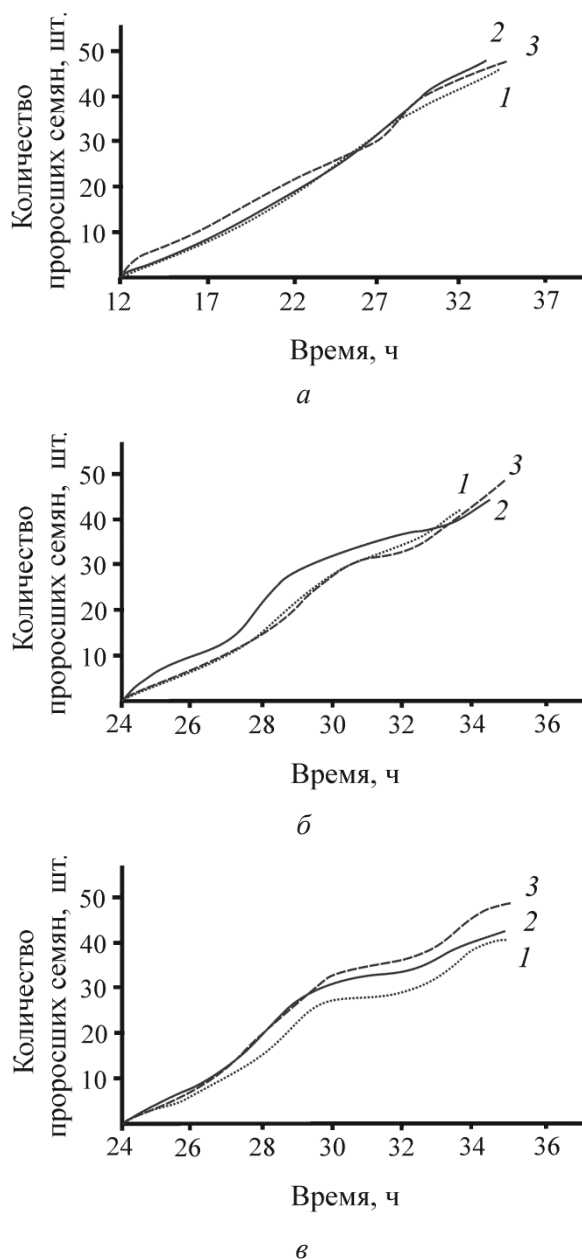 Количество
проросших семян, шт.
50
40
30
20
10
2
3
1
12 17 22 27 32 37
Время, ч
а
Количество
проросших семян, шт.
50
40
30
20
10
3
1
2
24 26 28 30 32 34 36
Время, ч
б
Количество
проросших семян, шт.
50
40
30
20
10
3
2
1
24 26 28 30 32 34 36
Время, ч
в